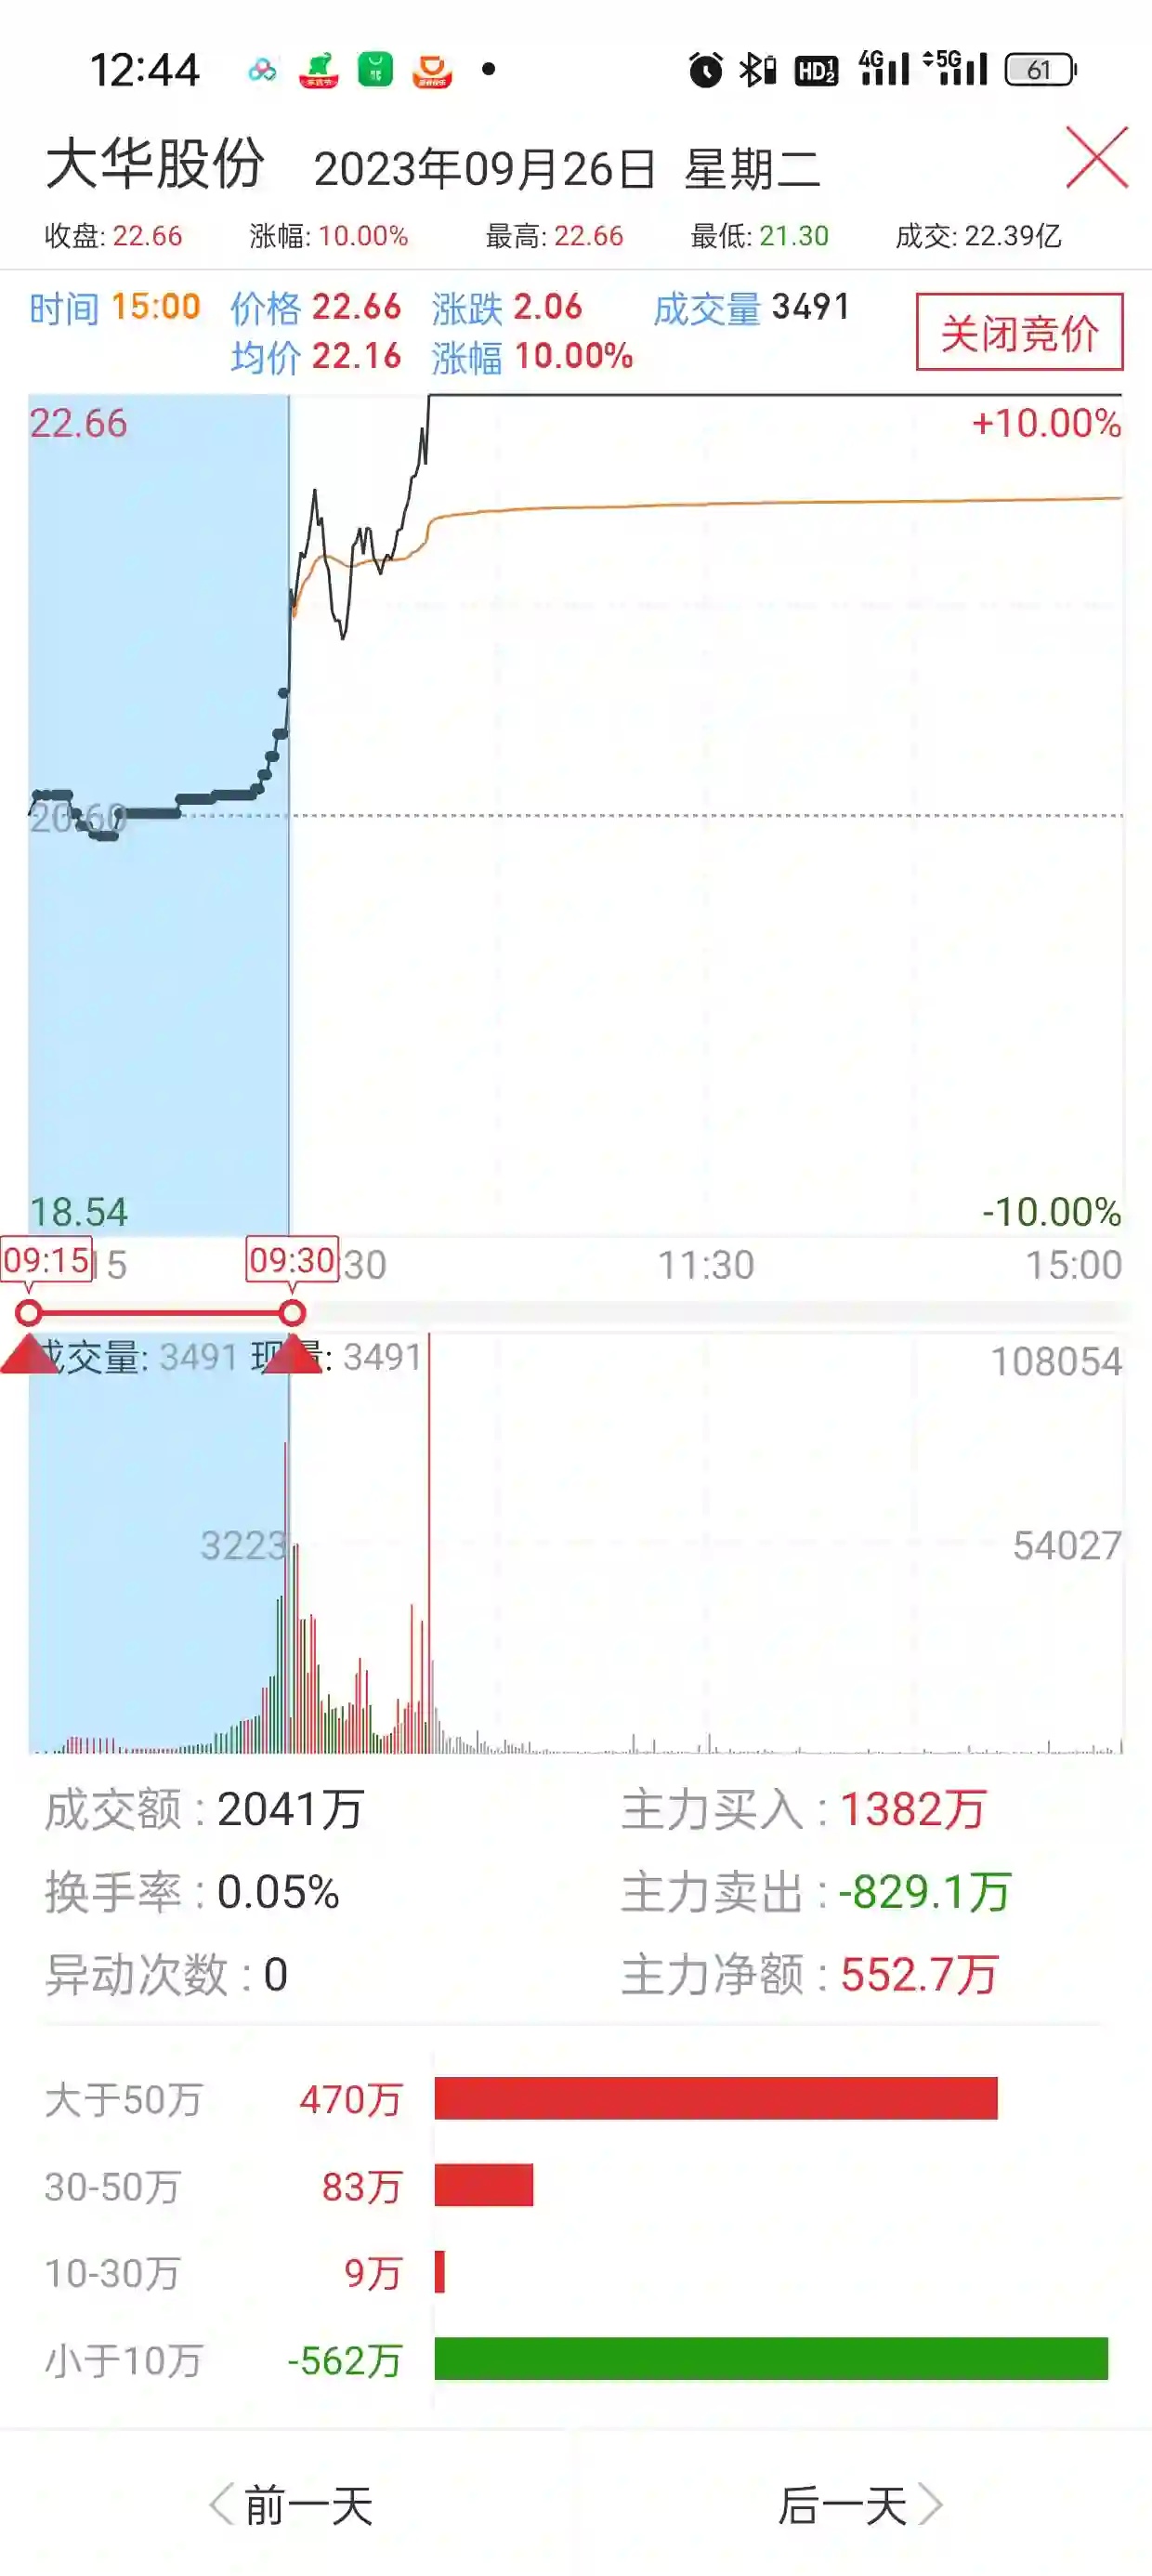 12:44 HD 1 2 4G 5G 61
大华股份 2023年09月26日 星期二
收盘: 22.66 涨幅: 10.00% 最高: 22.66 最低: 21.30 成交: 22.39亿
时间 15:00 价格 22.66 涨跌 2.06 成交量 3491
均价 22.16 涨幅 10.00%
关闭竞价
22.66 +10.00%
20.60
18.54 -10.00%
09:15 15 09:30 :30 11:30 15:00
成交量: 3491 现量: 3491 108054
3223 54027
成交额 : 2041万 主力买入 : 1382万
换手率 : 0.05% 主力卖出 : -829.1万
异动次数 : 0 主力净额 : 552.7万
大于50万 470万
30-50万 83万
10-30万 9万
小于10万 -562万
前一天 后一天